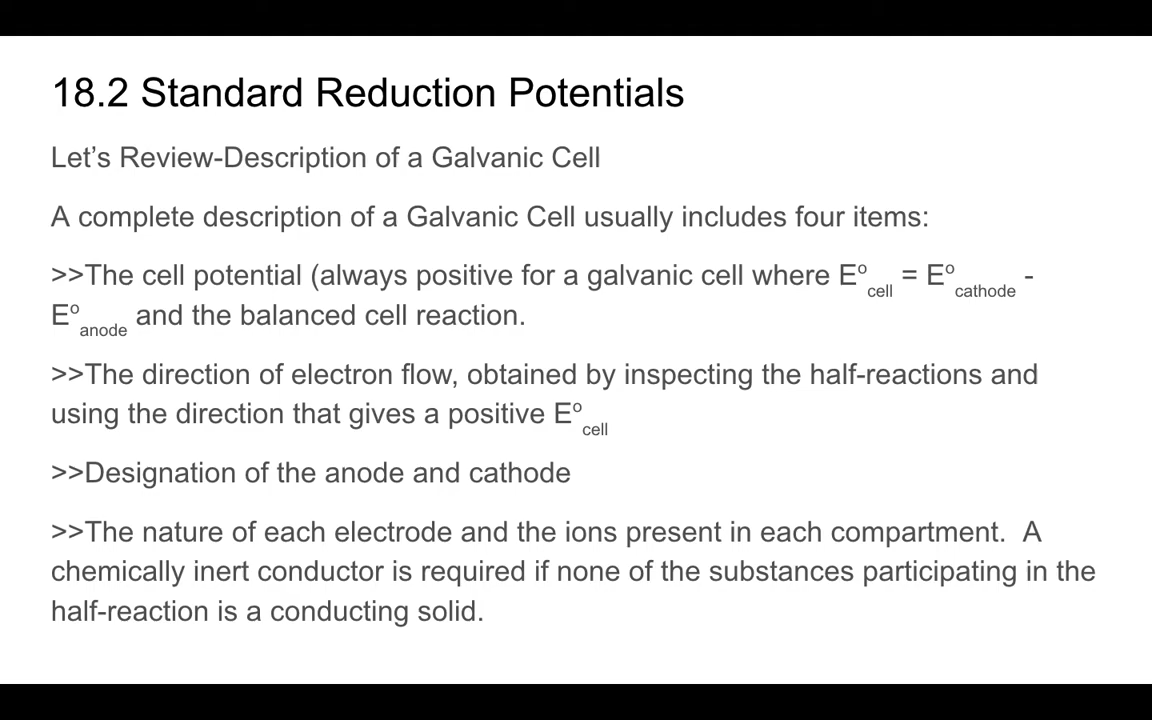 18.2 Standard Reduction Potentials
Let’s Review-Description of a Galvanic Cell
A complete description of a Galvanic Cell usually includes four items:
>>The cell potential (always positive for a galvanic cell where Eº cell = Eº cathode -
Eº anode and the balanced cell reaction.
>>The direction of electron flow, obtained by inspecting the half-reactions and
using the direction that gives a positive Eº cell
>>Designation of the anode and cathode
>>The nature of each electrode and the ions present in each compartment.  A
chemically inert conductor is required if none of the substances participating in the
half-reaction is a conducting solid.